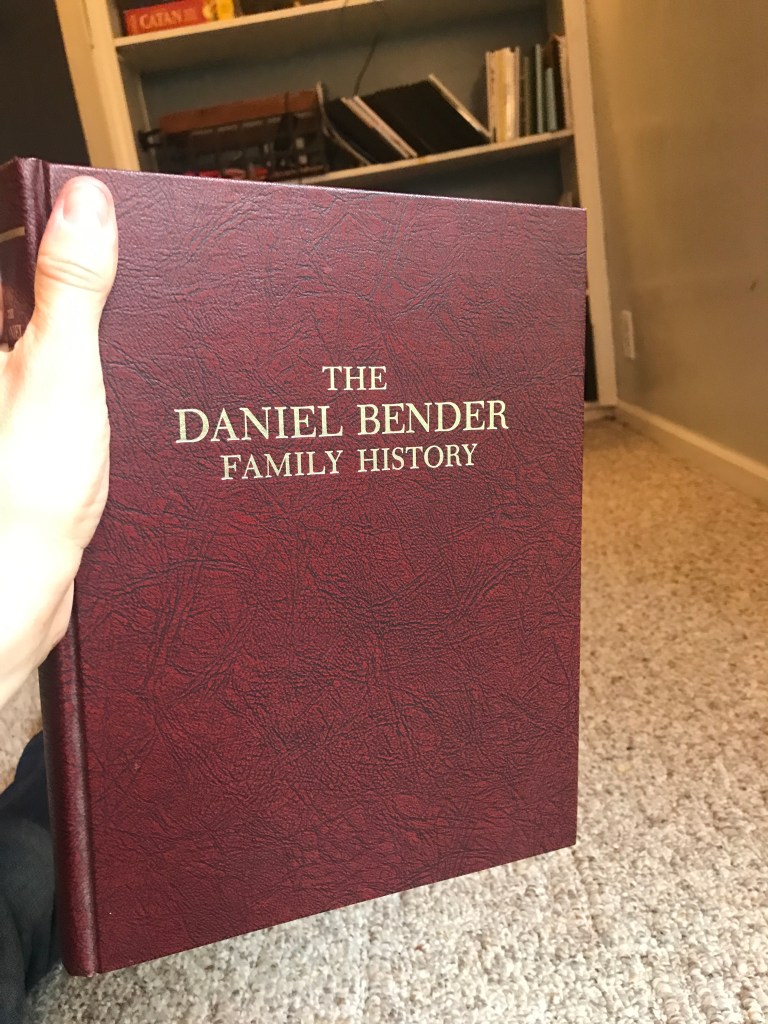 CATAN
THE
DANIEL BENDER
FAMILY HISTORY